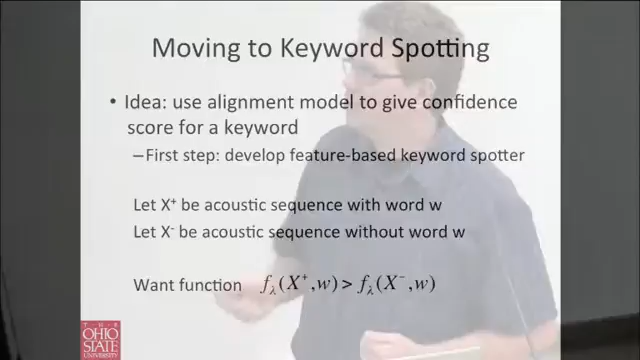 Moving to Keyword Spotting
• Idea: use alignment model to give confidence
score for a keyword
–First step: develop feature-based keyword spotter
Let X⁺ be acoustic sequence with word w
Let X⁻ be acoustic sequence without word w
Want function f_λ(X⁺,w) > f_λ(X⁻,w)
THE
OHIO
STATE
UNIVERSITY